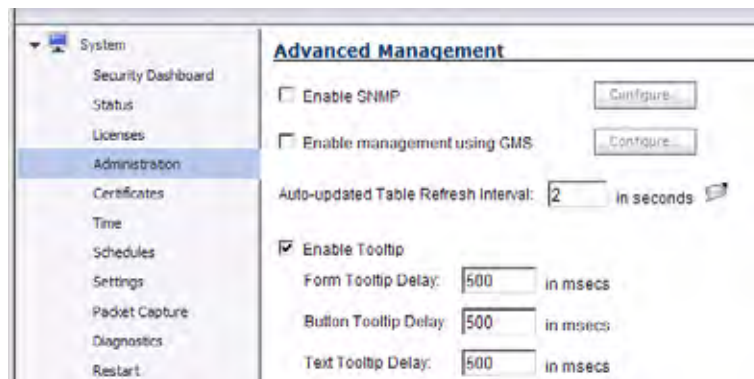 System
Security Dashboard
Status
Licenses
Administration
Certificates
Time
Schedules
Settings
Packet Capture
Diagnostics
Restart
Advanced Management
Enable SNMP
Configure...
Enable management using GMS
Configure...
Auto-updated Table Refresh Interval: 2 in seconds
Enable Tooltip
Form Tooltip Delay: 500 in msecs
Button Tooltip Delay 500 in msecs
Text Tooltip Delay: 500 in msecs